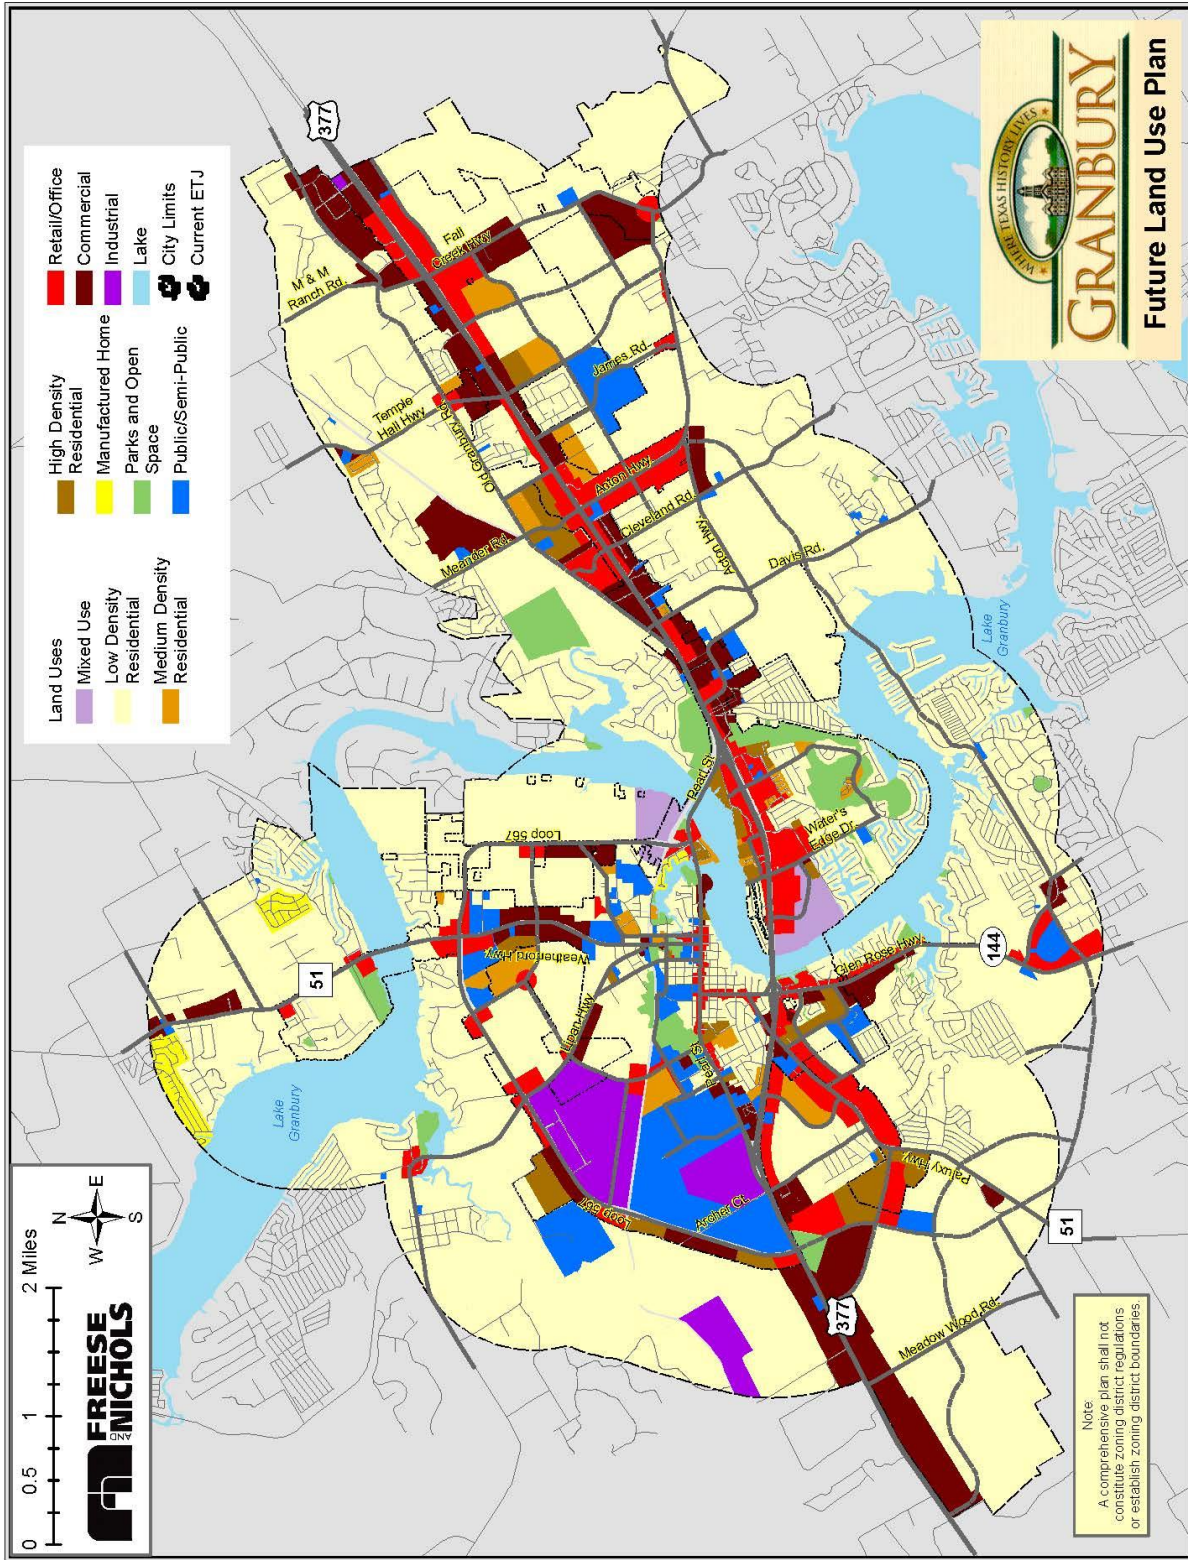 0 0.5 1 2 Miles
FREESE
AND
NICHOLS
N
W E
S
Land Uses
Mixed Use
Low Density
Residential
Medium Density
Residential
High Density
Residential
Manufactured Home
Parks and Open
Space
Public/Semi-Public
Retail/Office
Commercial
Industrial
Lake
City Limits
Current ETJ
WHERE TEXAS HISTORY LIVES
GRANBURY
Future Land Use Plan
377
M & M
Ranch Rd.
Fall
Creek Hwy
Temple
Hall Hwy
Old Granbury Rd.
James Rd.
Meander Rd.
Acton Hwy
Cleveland Rd.
Acton Hwy
Davis Rd.
Lake
Granbury
Pearl St
Loop 567
Water's
Edge Dr.
51
Weatherford Hwy
Lipan Hwy
Glen Rose Hwy
144
Lake
Granbury
Pearl St
Loop 567
Archer Ct.
Paluxy Hwy
51
377
Meadow Wood Rd.
Note:
A comprehensive plan shall not
constitute zoning district regulations
or establish zoning district boundaries.